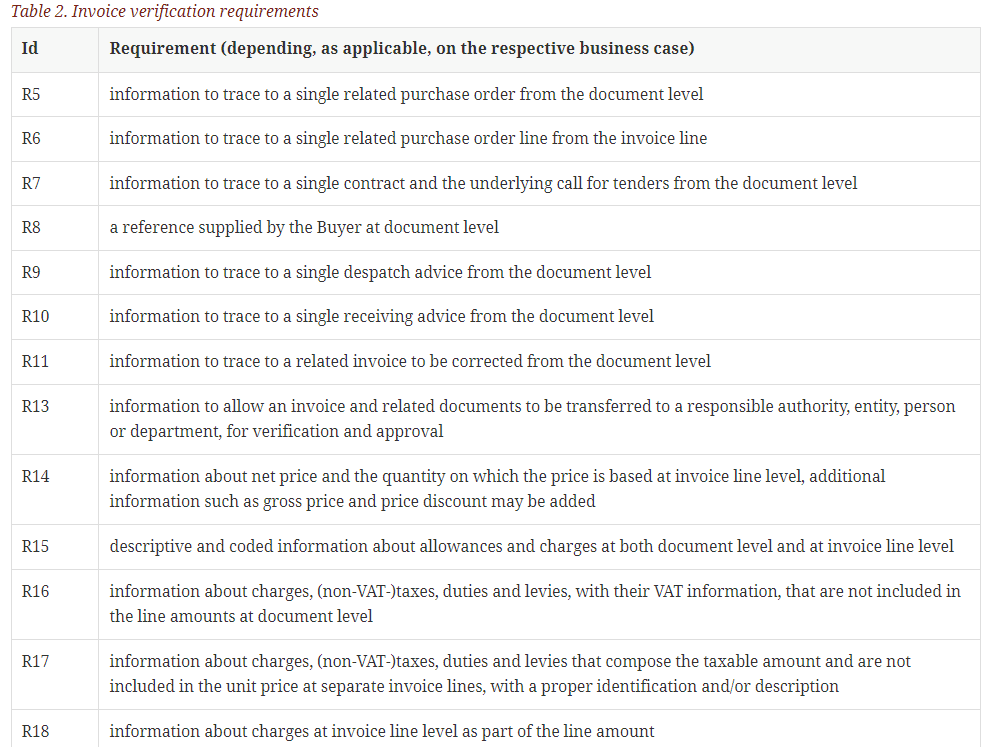 Table 2. Invoice verification requirements
Id Requirement (depending, as applicable, on the respective business case)
R5 information to trace to a single related purchase order from the document level
R6 information to trace to a single related purchase order line from the invoice line
R7 information to trace to a single contract and the underlying call for tenders from the document level
R8 a reference supplied by the Buyer at document level
R9 information to trace to a single despatch advice from the document level
R10 information to trace to a single receiving advice from the document level
R11 information to trace to a related invoice to be corrected from the document level
R13 information to allow an invoice and related documents to be transferred to a responsible authority, entity, person
or department, for verification and approval
R14 information about net price and the quantity on which the price is based at invoice line level, additional
information such as gross price and price discount may be added
R15 descriptive and coded information about allowances and charges at both document level and at invoice line level
R16 information about charges, (non-VAT-)taxes, duties and levies, with their VAT information, that are not included in
the line amounts at document level
R17 information about charges, (non-VAT-)taxes, duties and levies that compose the taxable amount and are not
included in the unit price at separate invoice lines, with a proper identification and/or description
R18 information about charges at invoice line level as part of the line amount